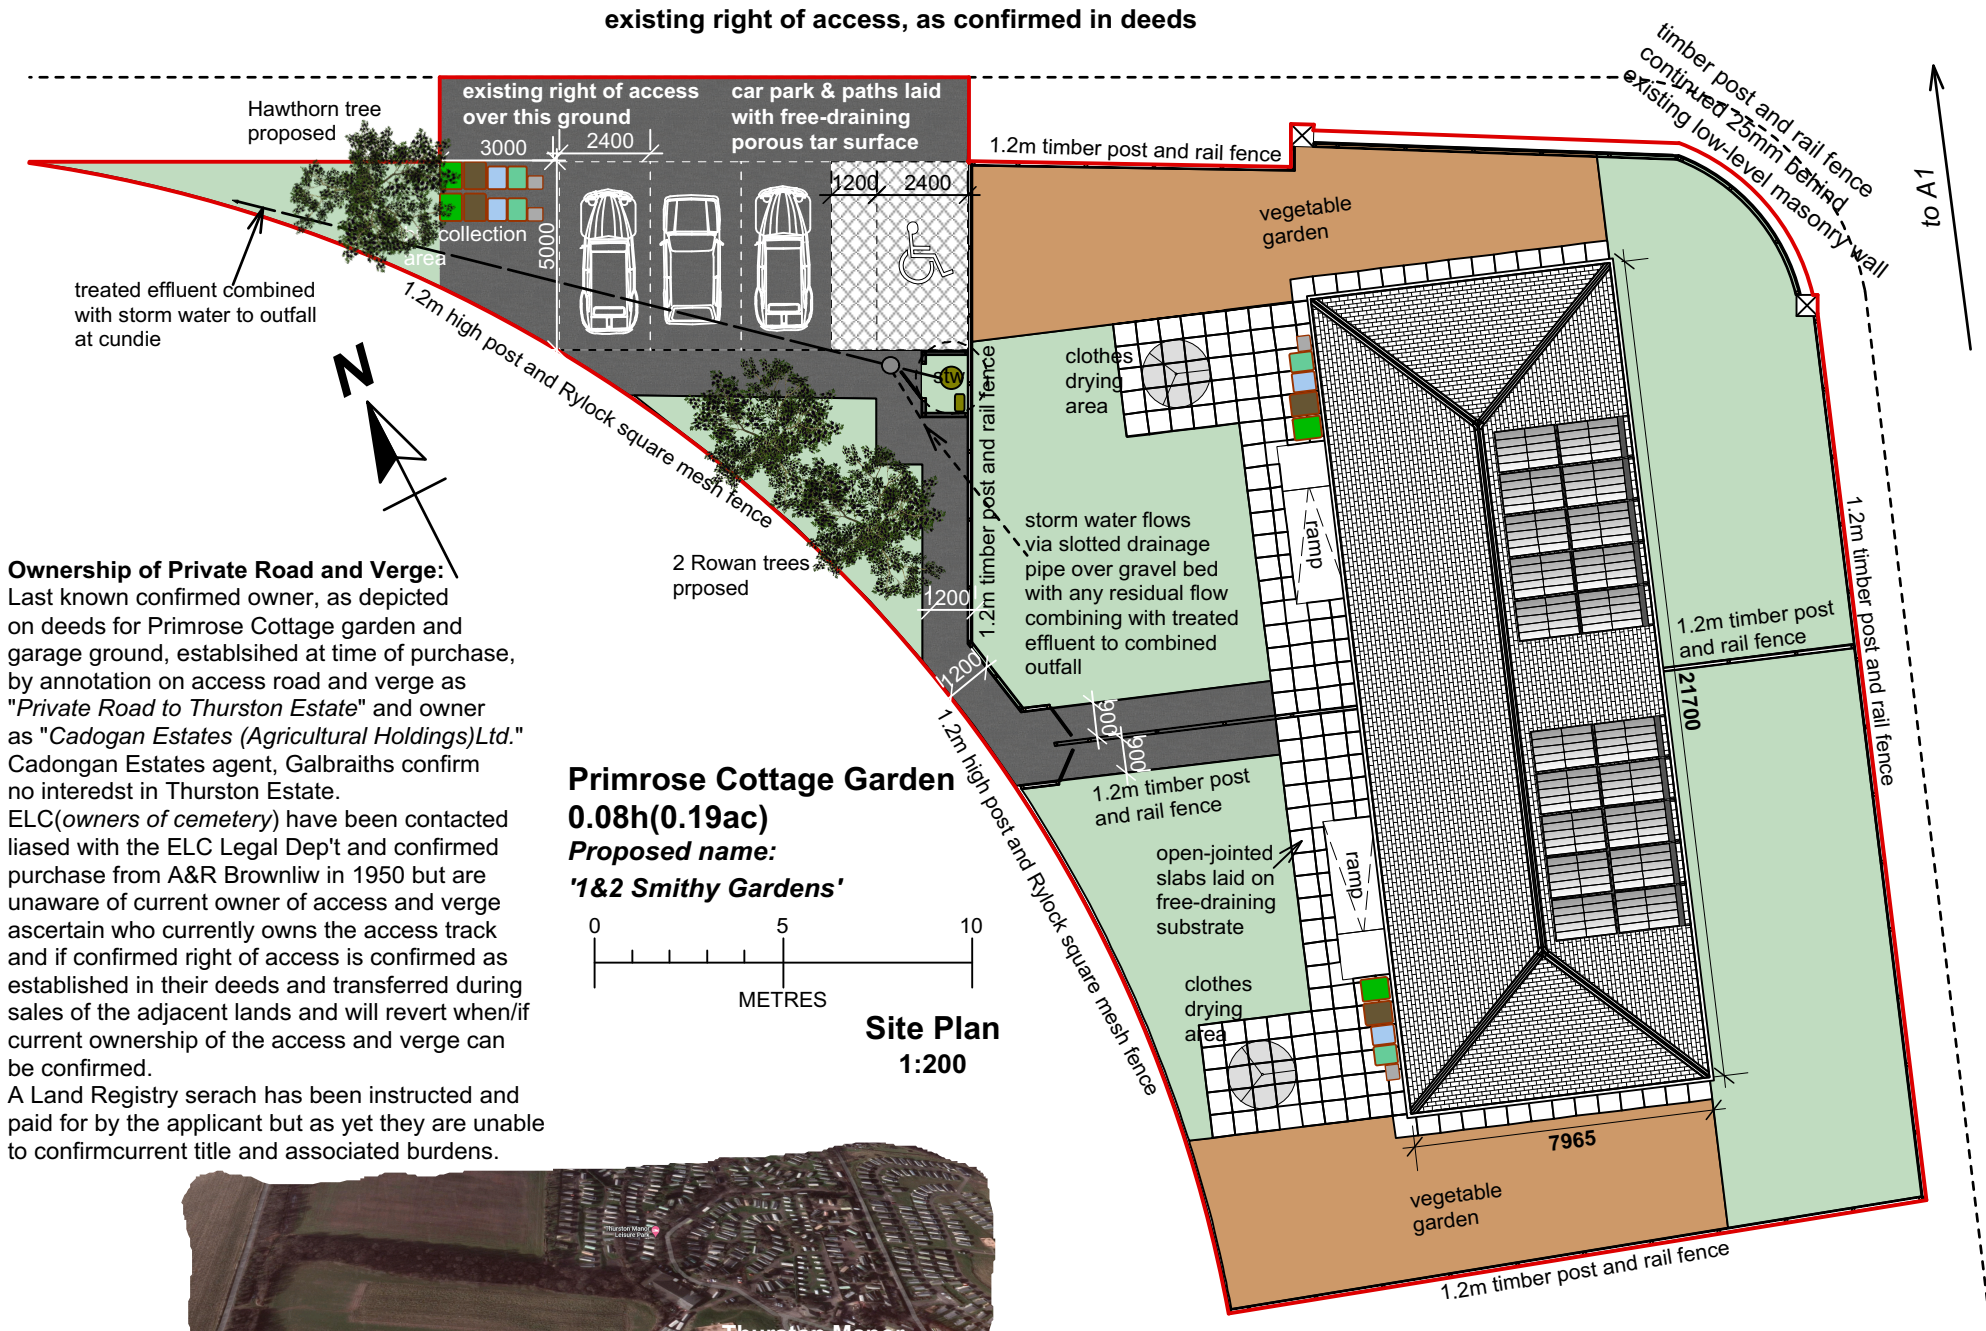 existing right of access, as confirmed in deeds
timber post and rail fence
continued 25mm behind
existing low-level masonry wall
to A1
Hawthorn tree
proposed
existing right of access
over this ground
car park & paths laid
with free-draining
porous tar surface
3000
2400
1200
2400
5000
collection
area
1.2m timber post and rail fence
vegetable
garden
treated effluent combined
with storm water to outfall
at cundie
N
1.2m high post and Rylock square mesh fence
stw
1.2m timber post and rail fence
clothes
drying
area
ramp
storm water flows
via slotted drainage
pipe over gravel bed
with any residual flow
combining with treated
effluent to combined
outfall
2 Rowan trees
prposed
1200
1200
900
900
1.2m timber post
and rail fence
1.2m timber post
and rail fence
1.2m timber post and rail fence
21700
Ownership of Private Road and Verge:
Last known confirmed owner, as depicted
on deeds for Primrose Cottage garden and
garage ground, establsihed at time of purchase,
by annotation on access road and verge as
"Private Road to Thurston Estate" and owner
as "Cadogan Estates (Agricultural Holdings)Ltd."
Cadongan Estates agent, Galbraiths confirm
no interedst in Thurston Estate.
ELC(owners of cemetery) have been contacted
liased with the ELC Legal Dep't and confirmed
purchase from A&R Brownliw in 1950 but are
unaware of current owner of access and verge
ascertain who currently owns the access track
and if confirmed right of access is confirmed as
established in their deeds and transferred during
sales of the adjacent lands and will revert when/if
current ownership of the access and verge can
be confirmed.
A Land Registry serach has been instructed and
paid for by the applicant but as yet they are unable
to confirmcurrent title and associated burdens.
Primrose Cottage Garden
0.08h(0.19ac)
Proposed name:
'1&2 Smithy Gardens'
0 5 10
METRES
Site Plan
1:200
1.2m high post and Rylock square mesh fence
open-jointed
slabs laid on
free-draining
substrate
ramp
clothes
drying
area
7965
vegetable
garden
1.2m timber post and rail fence
Thurston Manor
Leisure Park
Thurston Manor